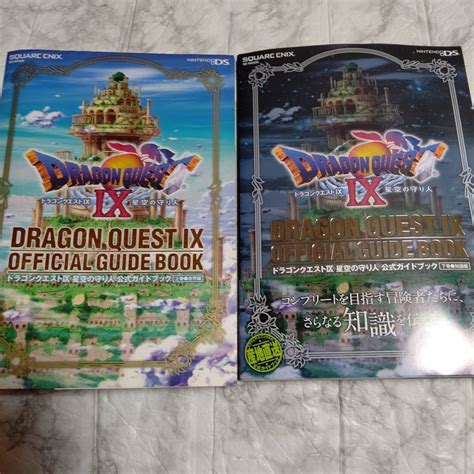 SQUARE ENIX
NINTENDO DS
DRAGON QUEST
IX
ドラゴンクエストIX 星空の守り人
DRAGON QUEST IX
OFFICIAL GUIDE BOOK
ドラゴンクエストIX 星空の守り人 公式ガイドブック
SQUARE ENIX
NINTENDO DS
DRAGON QUEST
IX
ドラゴンクエストIX 星空の守り人
DRAGON QUEST IX
OFFICIAL GUIDE BOOK
ドラゴンクエストIX 星空の守り人 公式ガイドブック
コンプリートを目指す冒険者たちに、
さらなる知識を伝え